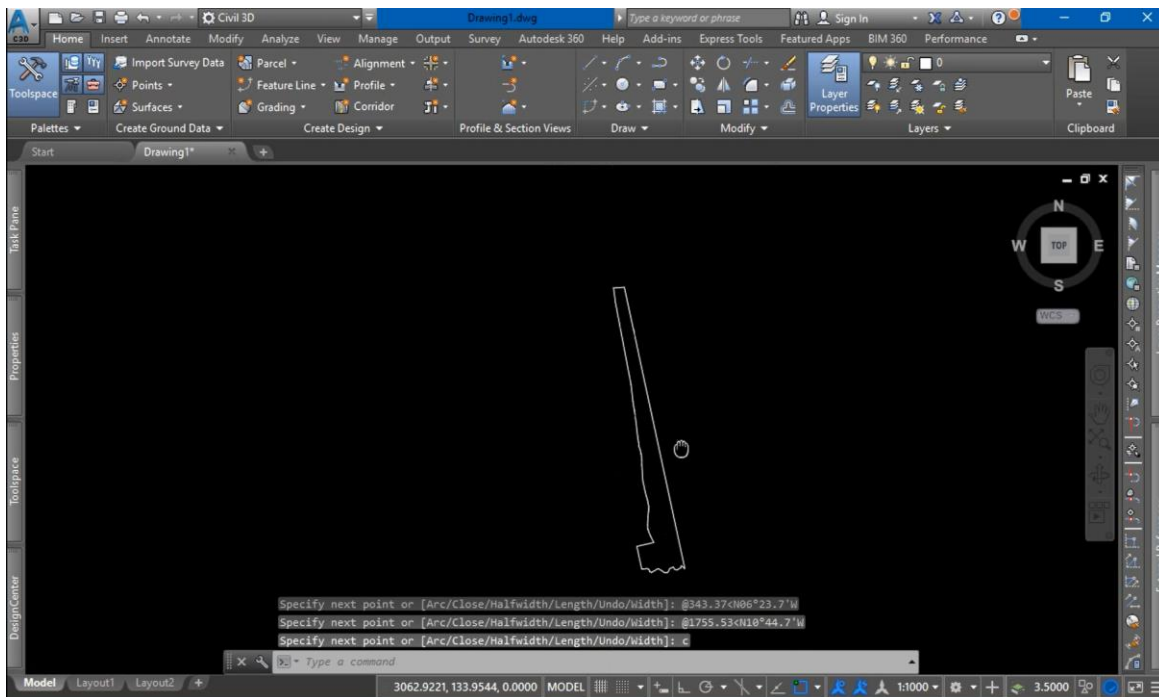 Civil 3D Drawing1.dwg Type a keyword or phrase Sign In
C3D Home Insert Annotate Modify Analyze View Manage Output Survey Autodesk 360 Help Add-ins Express Tools Featured Apps BIM 360 Performance
Import Survey Data Parcel Alignment 0
Toolspace Points Feature Line Profile Layer Properties Paste
Surfaces Grading Corridor
Palettes Create Ground Data Create Design Profile & Section Views Draw Modify Layers Clipboard
Start Drawing1*
N
W TOP E
S
WCS
Task Pane
Properties
Toolspace
DesignCenter
Specify next point or [Arc/Close/Halfwidth/Length/Undo/Width]: @343.37<N06°23.7'W
Specify next point or [Arc/Close/Halfwidth/Length/Undo/Width]: @1755.53<N10°44.7'W
Specify next point or [Arc/Close/Halfwidth/Length/Undo/Width]: c
Type a command
Model Layout1 Layout2 + 3062.9221, 133.9544, 0.0000 MODEL 1:1000 3.5000